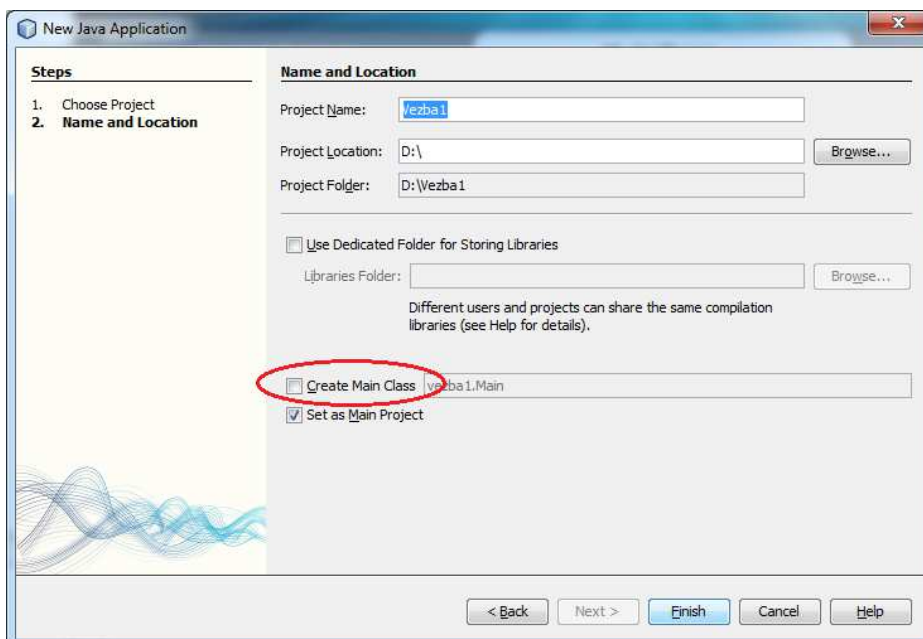 New Java Application
Steps
1. Choose Project
2. Name and Location
Name and Location
Project Name: Vezba1
Project Location: D:\
Browse...
Project Folder: D:\Vezba1
Use Dedicated Folder for Storing Libraries
Libraries Folder:
Browse...
Different users and projects can share the same compilation
libraries (see Help for details).
Create Main Class vezba1.Main
Set as Main Project
< Back Next > Finish Cancel Help